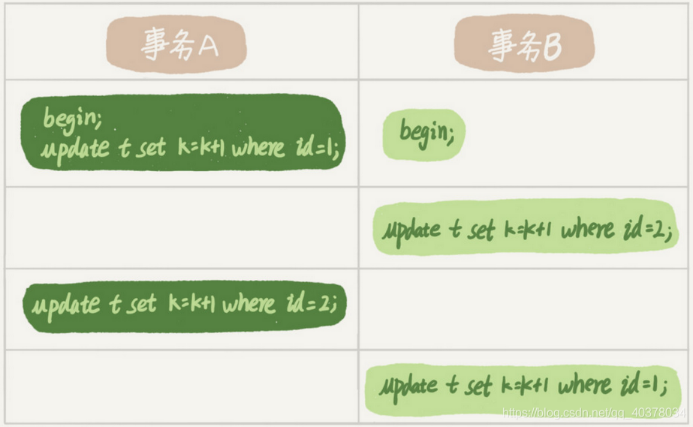 事务A
事务B
begin;
update t set k=k+1 where id=1;
begin;
update t set k=k+1 where id=2;
update t set k=k+1 where id=2;
update t set k=k+1 where id=1;
https://blog.csdn.net/qq_40378034